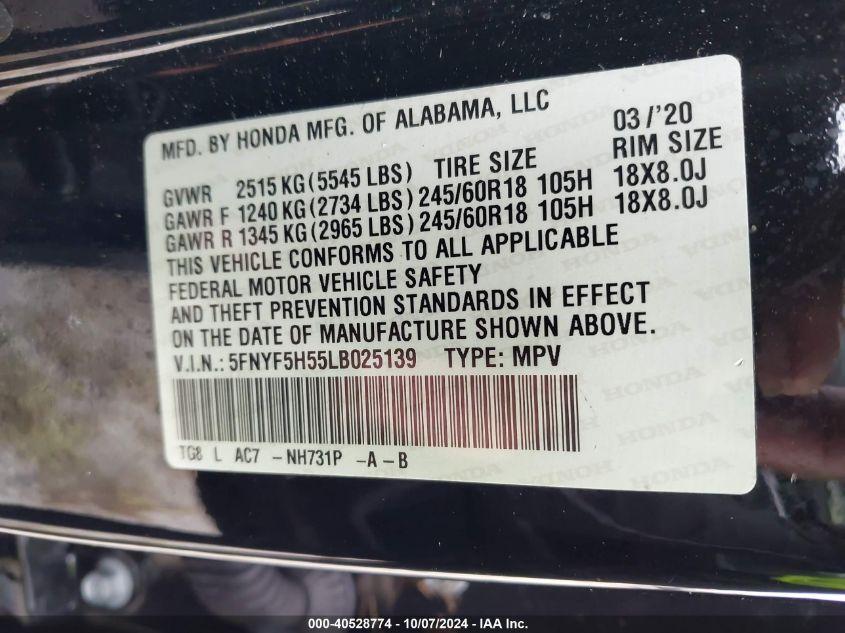 MFD. BY HONDA MFG. OF ALABAMA, LLC 03/'20
GVWR 2515 KG (5545 LBS) TIRE SIZE RIM SIZE
GAWR F 1240 KG (2734 LBS) 245/60R18 105H 18X8.0J
GAWR R 1345 KG (2965 LBS) 245/60R18 105H 18X8.0J
THIS VEHICLE CONFORMS TO ALL APPLICABLE
FEDERAL MOTOR VEHICLE SAFETY
AND THEFT PREVENTION STANDARDS IN EFFECT
ON THE DATE OF MANUFACTURE SHOWN ABOVE.
V.I.N.: 5FNYF5H55LB025139 TYPE: MPV
TG8 L AC7 -NH731P -A-B
000-40528774 - 10/07/2024 - IAA Inc.